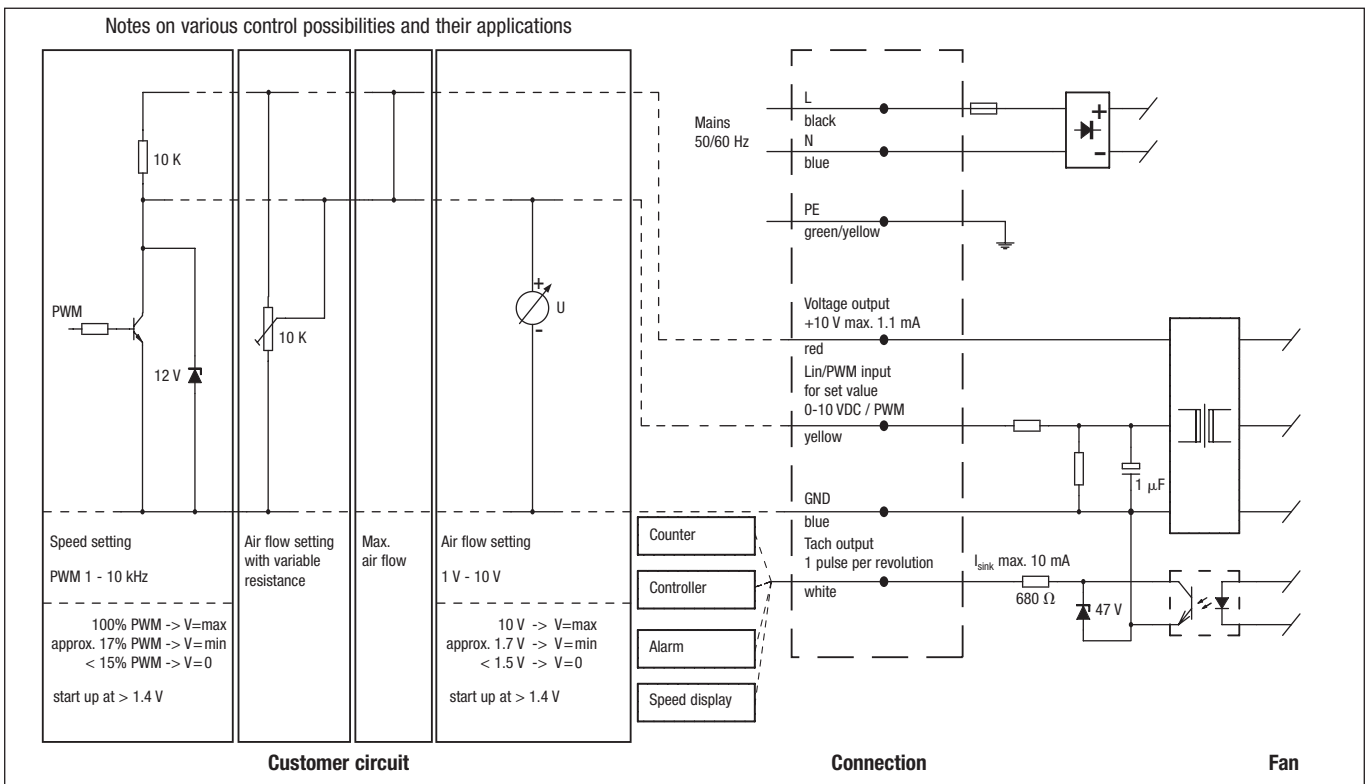 Notes on various control possibilities and their applications
10 K
PWM
12 V
10 K
+
-
U
Speed setting
PWM 1 - 10 kHz
100% PWM -> V=max
approx. 17% PWM -> V=min
< 15% PWM -> V=0
start up at > 1.4 V
Air flow setting
with variable
resistance
Max.
air flow
Air flow setting
1 V - 10 V
10 V -> V=max
approx. 1.7 V -> V=min
< 1.5 V -> V=0
start up at > 1.4 V
Counter
Controller
Alarm
Speed display
Mains
50/60 Hz
L
black
N
blue
PE
green/yellow
Voltage output
+10 V max. 1.1 mA
red
Lin/PWM input
for set value
0-10 VDC / PWM
yellow
GND
blue
Tach output
1 pulse per revolution
white
+
-
1 µF
Isink max. 10 mA
680 Ω
47 V
Customer circuit
Connection
Fan